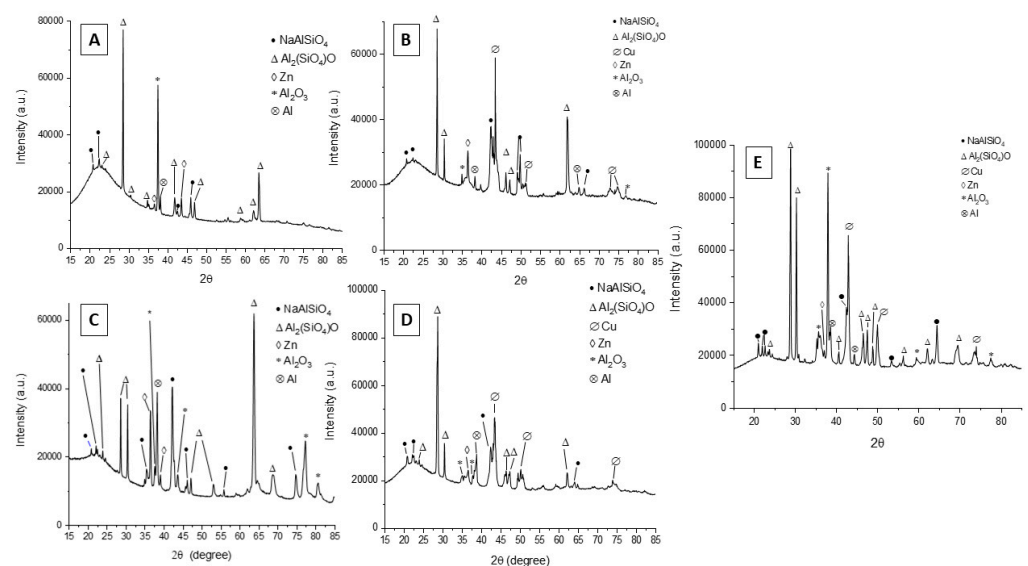 A
Intensity (a.u.)
80000
60000
40000
20000
0
15 20 25 30 35 40 45 50 55 60 65 70 75 80 85
2θ
• NaAlSiO4
Δ Al2(SiO4)O
◊ Zn
* Al2O3
⊗ Al
B
Intensity (a.u.)
60000
40000
20000
0
15 20 25 30 35 40 45 50 55 60 65 70 75 80 85
2θ
• NaAlSiO4
Δ Al2(SiO4)O
∅ Cu
◊ Zn
* Al2O3
⊗ Al
C
Intensity (a.u.)
60000
40000
20000
0
15 20 25 30 35 40 45 50 55 60 65 70 75 80 85
2θ (degree)
• NaAlSiO4
Δ Al2(SiO4)O
◊ Zn
* Al2O3
⊗ Al
D
Intensity (a.u.)
100000
80000
60000
40000
20000
0
15 20 25 30 35 40 45 50 55 60 65 70 75 80 85
2θ (degree)
• NaAlSiO4
Δ Al2(SiO4)O
∅ Cu
◊ Zn
* Al2O3
⊗ Al
E
Intensity (a.u.)
100000
80000
60000
40000
20000
0
15 20 30 40 50 60 70 80
2θ
• NaAlSiO4
Δ Al2(SiO4)O
∅ Cu
◊ Zn
* Al2O3
⊗ Al